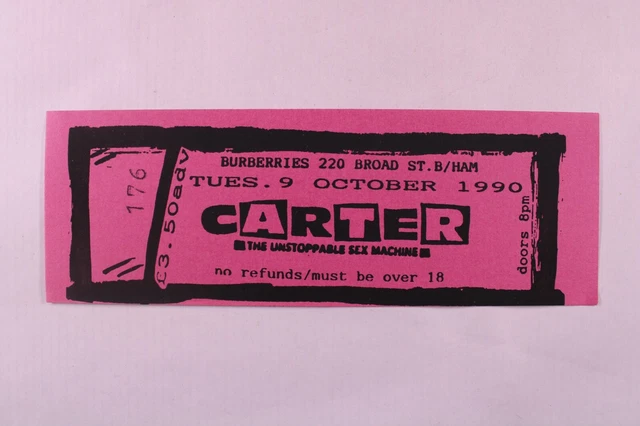 176
£3.50adv
BURBERRIES 220 BROAD ST.B/HAM
TUES.9 OCTOBER 1990
CARTER
THE UNSTOPPABLE SEX MACHINE
no refunds/must be over 18
doors 8pm